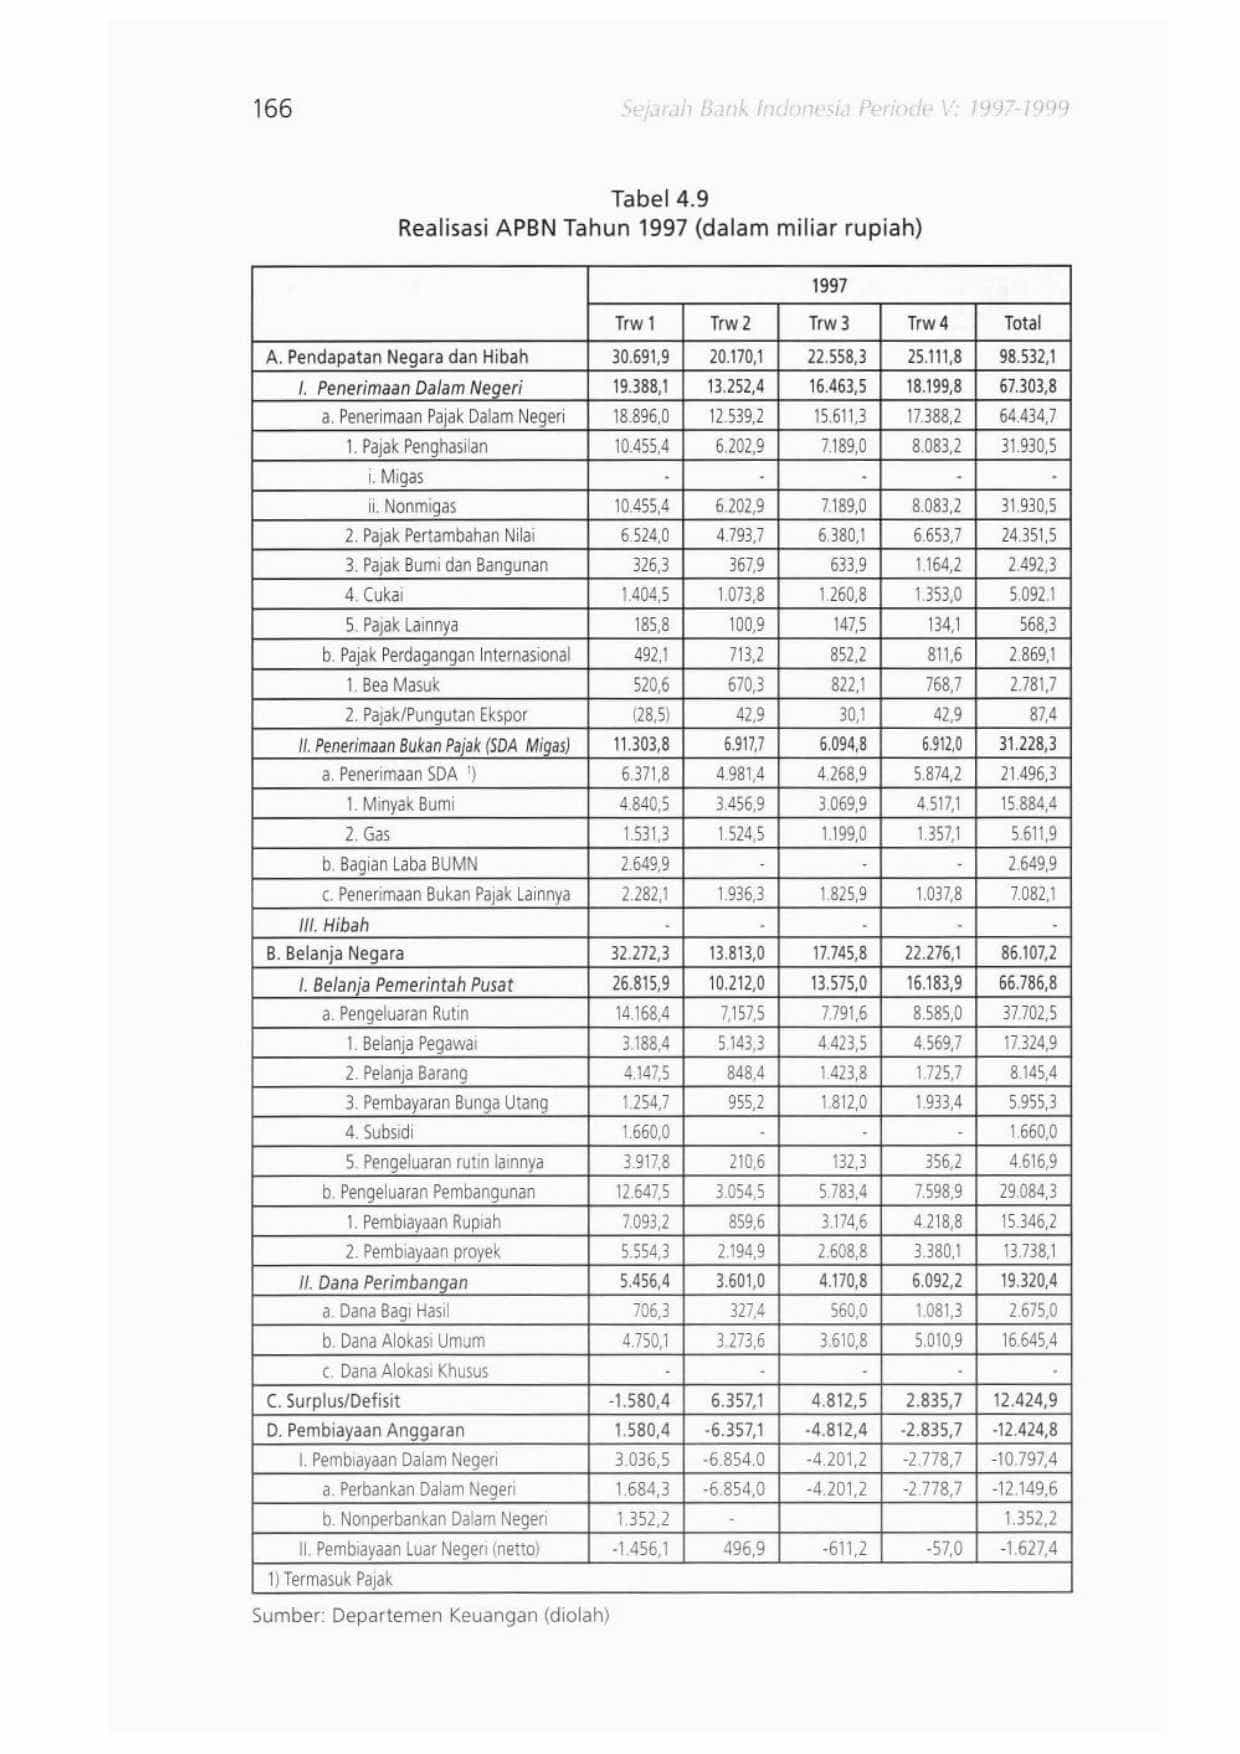 166 Sejarah Bank Indonesia Periode V: 1997-1999
Tabel 4.9
Realisasi APBN Tahun 1997 (dalam miliar rupiah)
1997
Trw 1 Trw 2 Trw 3 Trw 4 Total
A. Pendapatan Negara dan Hibah 30.691,9 20.170,1 22.558,3 25.111,8 98.532,1
I. Penerimaan Dalam Negeri 19.388,1 13.252,4 16.463,5 18.199,8 67.303,8
a. Penerimaan Pajak Dalam Negeri 18.896,0 12.539,2 15.611,3 17.388,2 64.434,7
1. Pajak Penghasilan 10.455,4 6.202,9 7.189,0 8.083,2 31.930,5
i. Migas - - - - -
ii. Nonmigas 10.455,4 6.202,9 7.189,0 8.083,2 31.930,5
2. Pajak Pertambahan Nilai 6.524,0 4.793,7 6.380,1 6.653,7 24.351,5
3. Pajak Bumi dan Bangunan 326,3 367,9 633,9 1.164,2 2.492,3
4. Cukai 1.404,5 1.073,8 1.260,8 1.353,0 5.092.1
5. Pajak Lainnya 185,8 100,9 147,5 134,1 568,3
b. Pajak Perdagangan Internasional 492,1 713,2 852,2 811,6 2.869,1
1. Bea Masuk 520,6 670,3 822,1 768,7 2.781,7
2. Pajak/Pungutan Ekspor (28,5) 42,9 30,1 42,9 87,4
II. Penerimaan Bukan Pajak (SDA Migas) 11.303,8 6.917,7 6.094,8 6.912,0 31.228,3
a. Penerimaan SDA ¹) 6.371,8 4.981,4 4.268,9 5.874,2 21.496,3
1. Minyak Bumi 4.840,5 3.456,9 3.069,9 4.517,1 15.884,4
2. Gas 1.531,3 1.524,5 1.199,0 1.357,1 5.611,9
b. Bagian Laba BUMN 2.649,9 - - - 2.649,9
c. Penerimaan Bukan Pajak Lainnya 2.282,1 1.936,3 1.825,9 1.037,8 7.082,1
III. Hibah - - - - -
B. Belanja Negara 32.272,3 13.813,0 17.745,8 22.276,1 86.107,2
I. Belanja Pemerintah Pusat 26.815,9 10.212,0 13.575,0 16.183,9 66.786,8
a. Pengeluaran Rutin 14.168,4 7,157,5 7.791,6 8.585,0 37.702,5
1. Belanja Pegawai 3.188,4 5.143,3 4.423,5 4.569,7 17.324,9
2. Pelanja Barang 4.147,5 848,4 1.423,8 1.725,7 8.145,4
3. Pembayaran Bunga Utang 1.254,7 955,2 1.812,0 1.933,4 5.955,3
4. Subsidi 1.660,0 - - - 1.660,0
5. Pengeluaran rutin lainnya 3.917,8 210,6 132,3 356,2 4.616,9
b. Pengeluaran Pembangunan 12.647,5 3.054,5 5.783,4 7.598,9 29.084,3
1. Pembiayaan Rupiah 7.093,2 859,6 3.174,6 4.218,8 15.346,2
2. Pembiayaan proyek 5.554,3 2.194,9 2.608,8 3.380,1 13.738,1
II. Dana Perimbangan 5.456,4 3.601,0 4.170,8 6.092,2 19.320,4
a. Dana Bagi Hasil 706,3 327,4 560,0 1.081,3 2.675,0
b. Dana Alokasi Umum 4.750,1 3.273,6 3.610,8 5.010,9 16.645,4
c. Dana Alokasi Khusus - - - - -
C. Surplus/Defisit -1.580,4 6.357,1 4.812,5 2.835,7 12.424,9
D. Pembiayaan Anggaran 1.580,4 -6.357,1 -4.812,4 -2.835,7 -12.424,8
I. Pembiayaan Dalam Negeri 3.036,5 -6.854.0 -4.201,2 -2.778,7 -10.797,4
a. Perbankan Dalam Negeri 1.684,3 -6.854,0 -4.201,2 -2.778,7 -12.149,6
b. Nonperbankan Dalam Negeri 1.352,2 - 1.352,2
II. Pembiayaan Luar Negeri (netto) -1.456,1 496,9 -611,2 -57,0 -1.627,4
1) Termasuk Pajak
Sumber: Departemen Keuangan (diolah)